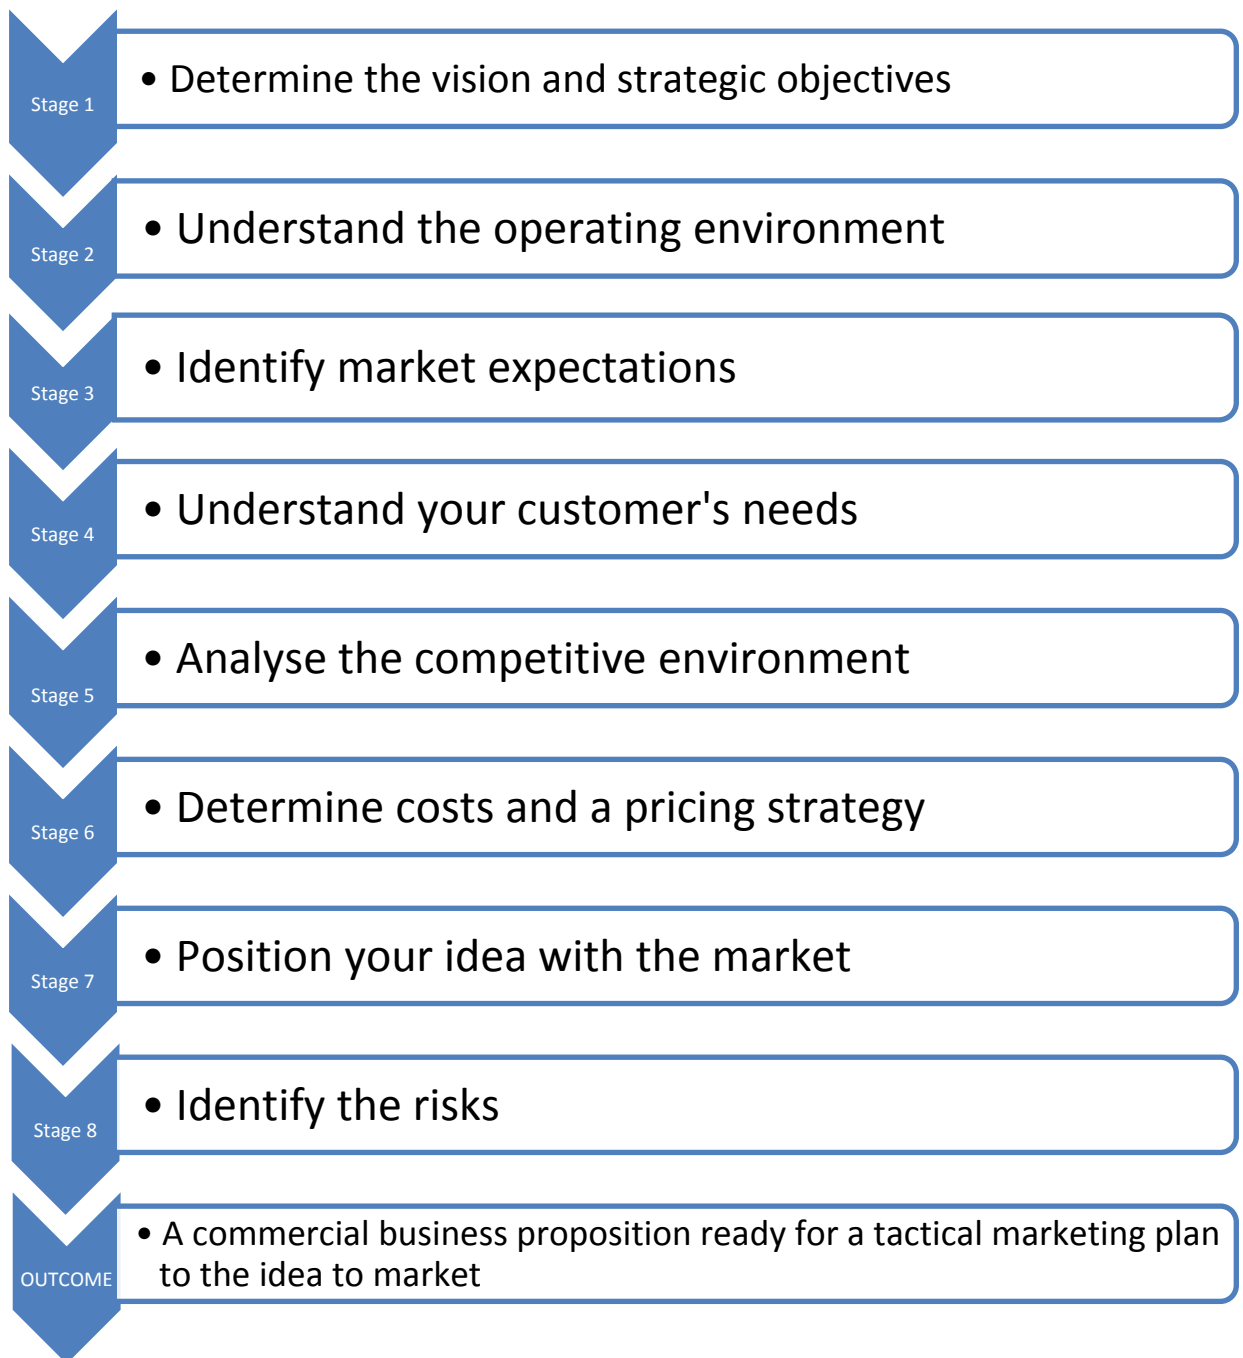 Stage 1
• Determine the vision and strategic objectives
Stage 2
• Understand the operating environment
Stage 3
• Identify market expectations
Stage 4
• Understand your customer's needs
Stage 5
• Analyse the competitive environment
Stage 6
• Determine costs and a pricing strategy
Stage 7
• Position your idea with the market
Stage 8
• Identify the risks
OUTCOME
• A commercial business proposition ready for a tactical marketing plan
to the idea to market